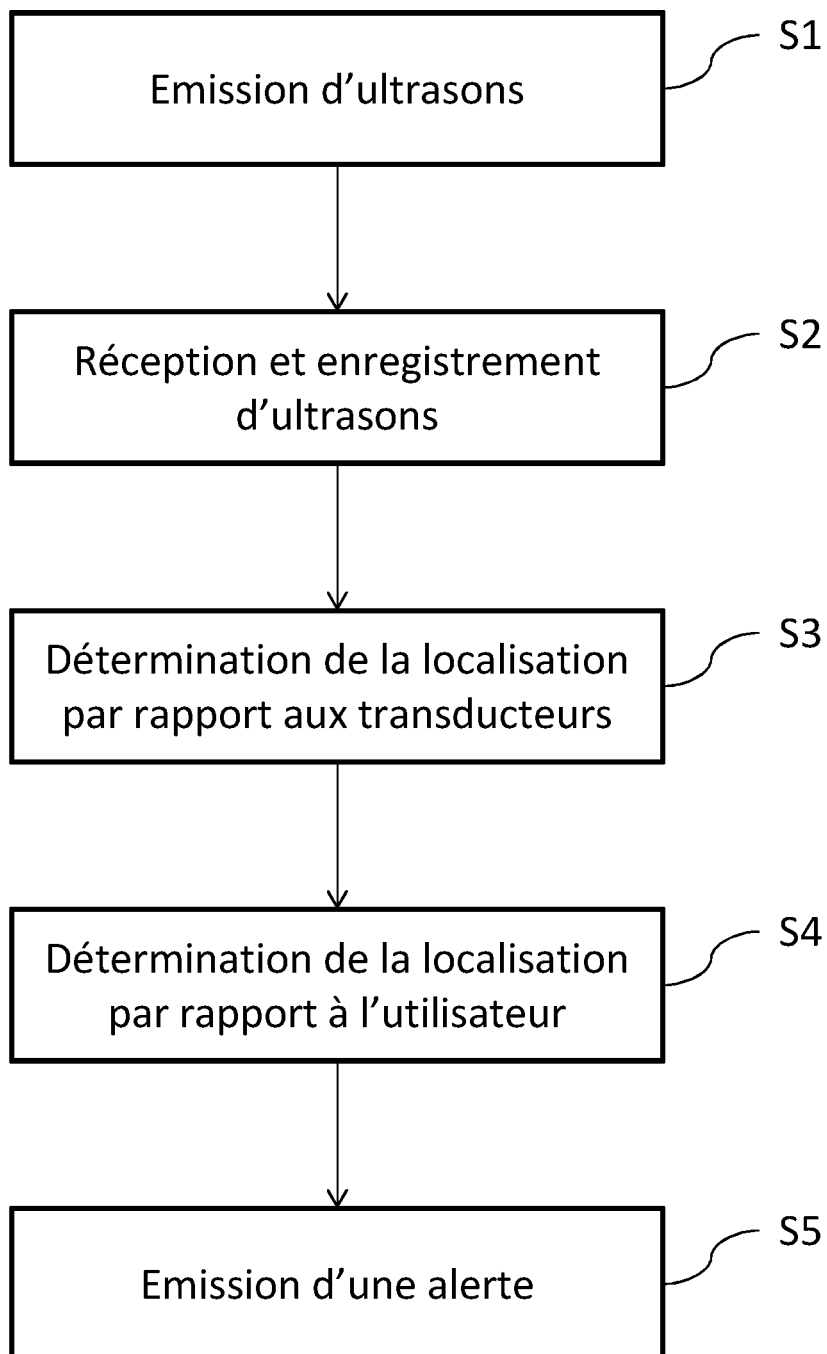 Emission d’ultrasons
S1
Réception et enregistrement
d’ultrasons
S2
Détermination de la localisation
par rapport aux transducteurs
S3
Détermination de la localisation
par rapport à l’utilisateur
S4
Emission d’une alerte
S5